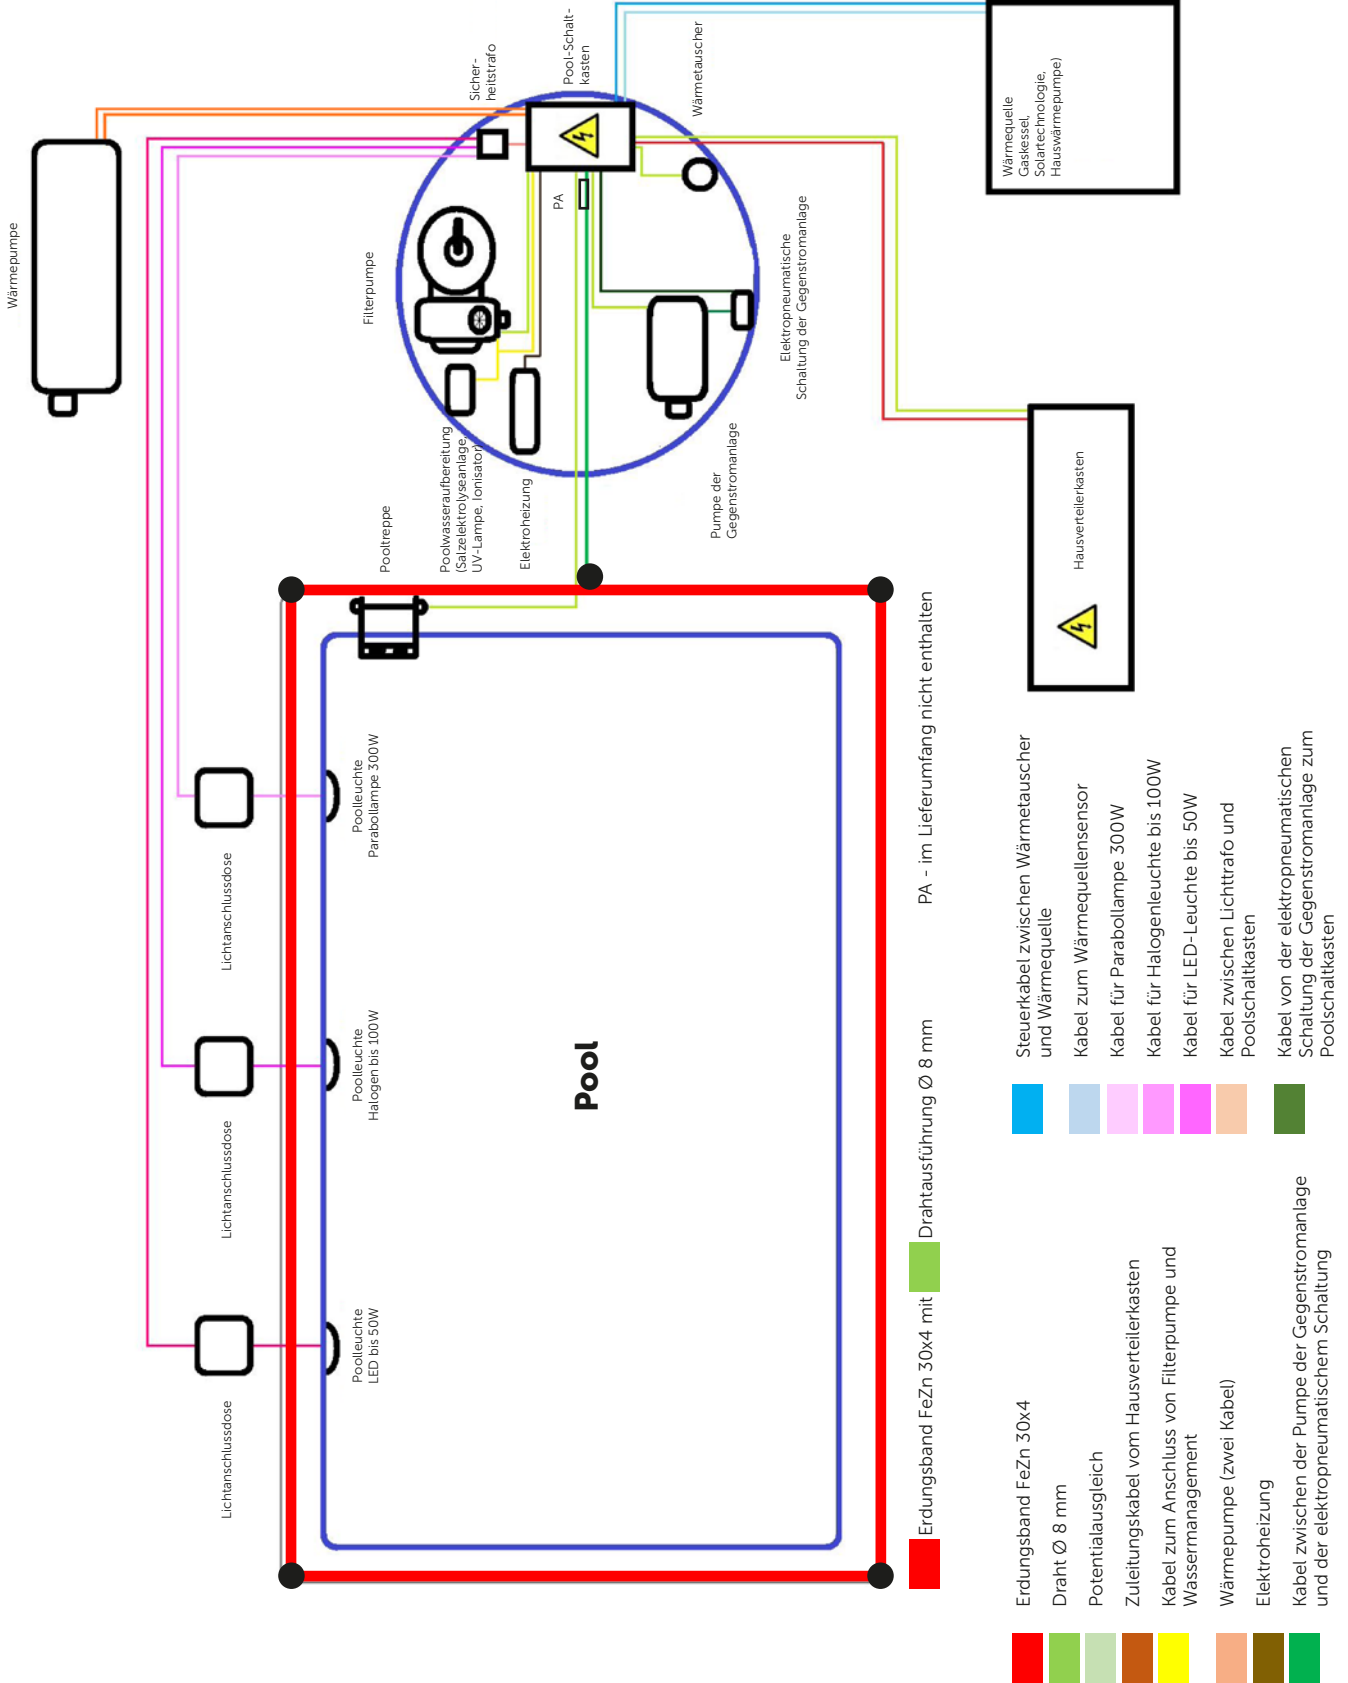 Wärmepumpe
Sicher-
heitstrafo
Pool-Schalt-
kasten
Wärmetauscher
Wärmequelle
Gaskessel,
Solartechnologie,
Hauswärmepumpe)
Filterpumpe
PA
Elektropneumatische
Schaltung der Gegenstromanlage
Pooltreppe
Poolwasseraufbereitung
(Salzelektrolyseanlage,
UV-Lampe, Ionisator)
Elektroheizung
Pumpe der
Gegenstromanlage
Hausverteilerkasten
Lichtanschlussdose
Poolleuchte
Parabollampe 300W
Lichtanschlussdose
Poolleuchte
Halogen bis 100W
Lichtanschlussdose
Poolleuchte
LED bis 50W
Pool
Erdungsband FeZn 30x4 mit
Drahtausführung Ø 8 mm
PA - im Lieferumfang nicht enthalten
Erdungsband FeZn 30x4
Draht Ø 8 mm
Potentialausgleich
Zuleitungskabel vom Hausverteilerkasten
Kabel zum Anschluss von Filterpumpe und
Wassermanagement
Wärmepumpe (zwei Kabel)
Elektroheizung
Kabel zwischen der Pumpe der Gegenstromanlage
und der elektropneumatischem Schaltung
Steuerkabel zwischen Wärmetauscher
und Wärmequelle
Kabel zum Wärmequellensensor
Kabel für Parabollampe 300W
Kabel für Halogenleuchte bis 100W
Kabel für LED-Leuchte bis 50W
Kabel zwischen Lichttrafo und
Poolschaltkasten
Kabel von der elektropneumatischen
Schaltung der Gegenstromanlage zum
Poolschaltkasten